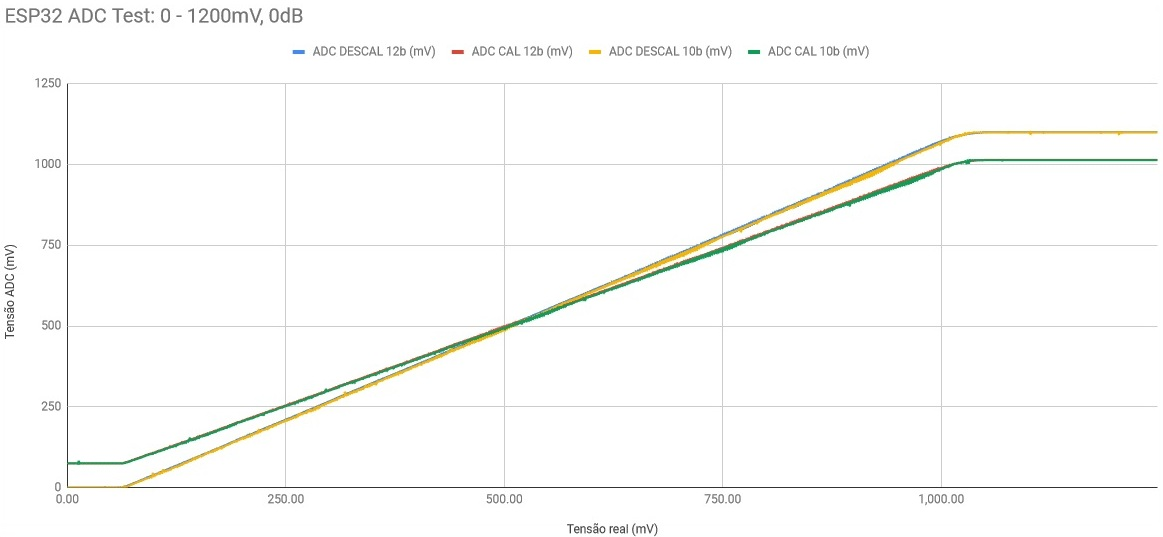 ESP32 ADC Test: 0 - 1200mV, 0dB
ADC DESCAL 12b (mV) ADC CAL 12b (mV) ADC DESCAL 10b (mV) ADC CAL 10b (mV)
1250
1000
750
500
250
0
Tensão ADC (mV)
0.00 250.00 500.00 750.00 1,000.00
Tensão real (mV)